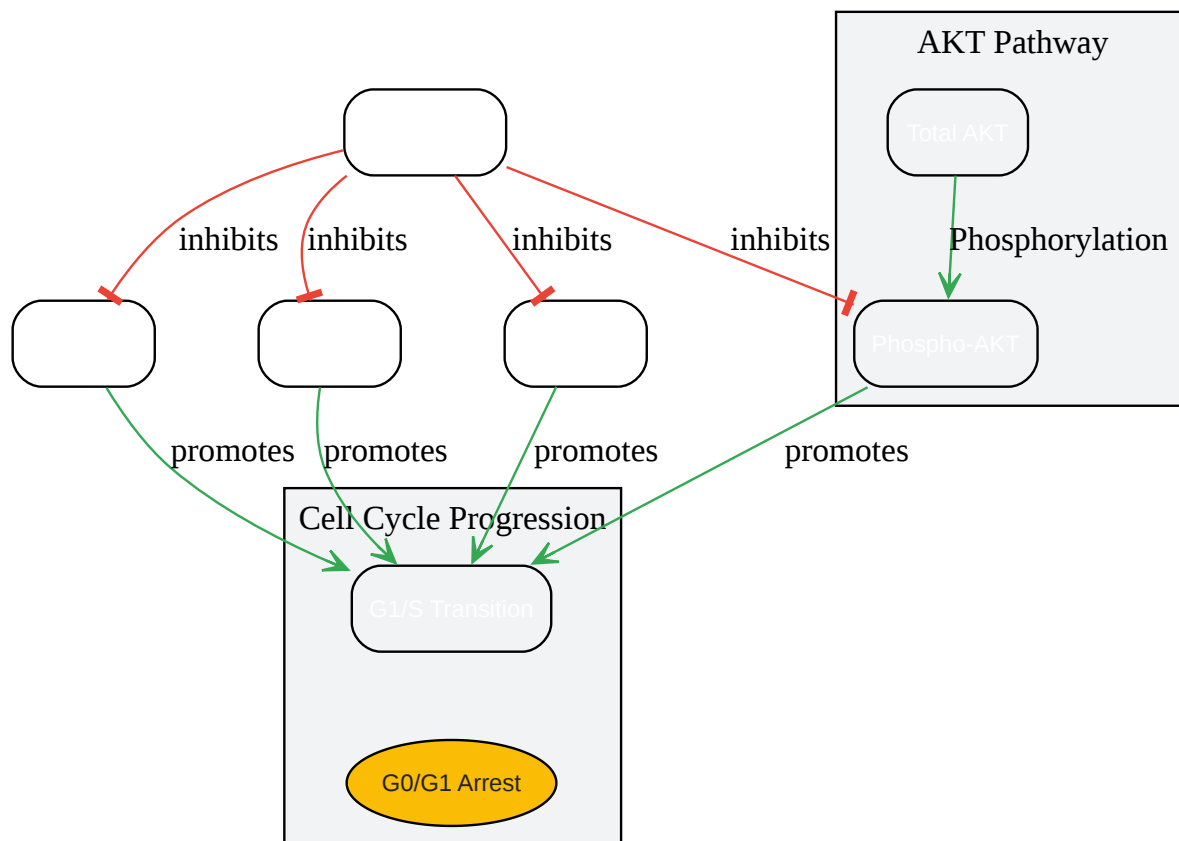 AKT Pathway
Total AKT
inhibits
inhibits
inhibits
inhibits
Phosphorylation
Phospho-AKT
promotes
promotes
promotes
promotes
Cell Cycle Progression
G1/S Transition
G0/G1 Arrest